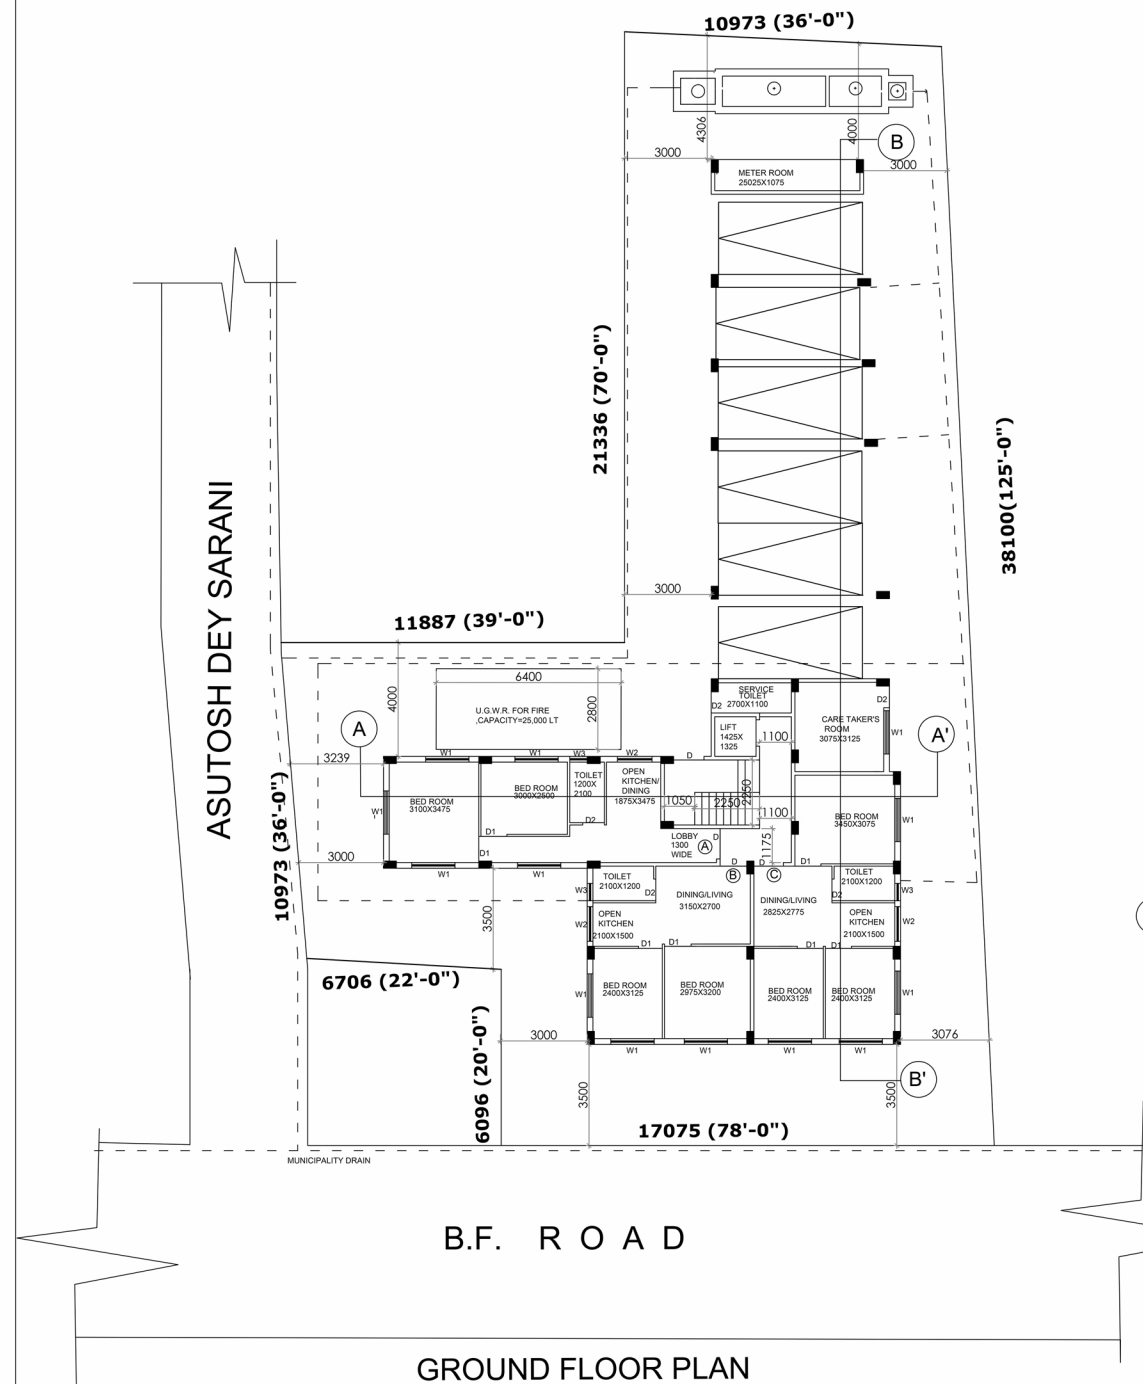 10973 (36'-0")
4306
4000
B
3000
3000
METER ROOM
25025X1075
21336 (70'-0")
38100(125'-0")
ASUTOSH DEY SARANI
3000
11887 (39'-0")
4000
6400
2800
U.G.W.R. FOR FIRE
,CAPACITY=25,000 LT
SERVICE
TOILET
2700X1100
D2
D2
LIFT
1425X
1325
1100
CARE TAKER'S
ROOM
3075X3125
W1
A
A'
3239
W1
W1
W3
W2
D
BED ROOM
3100X3475
BED ROOM
3000X2500
TOILET
1200X
2100
OPEN
KITCHEN/
DINING
1875X3475
W1
D2
D1
D1
1050
2250
2250
1100
1175
BED ROOM
3450X3075
W1
LOBBY
1300
WIDE
A
D
10973 (36'-0")
3000
W1
W1
D
B
D
C
D1
TOILET
2100X1200
W3
D2
DINING/LIVING
3150X2700
DINING/LIVING
2825X2775
TOILET
2100X1200
W3
D2
OPEN
KITCHEN
2100X1500
W2
OPEN
KITCHEN
2100X1500
W2
3500
D1
D1
D1
D1
6706 (22'-0")
BED ROOM
2400X3125
BED ROOM
2975X3200
BED ROOM
2400X3125
BED ROOM
2400X3125
W1
W1
6096 (20'-0")
3000
3076
W1
W1
W1
W1
B'
3500
3500
17075 (78'-0")
MUNICIPALITY DRAIN
B.F. ROAD
GROUND FLOOR PLAN